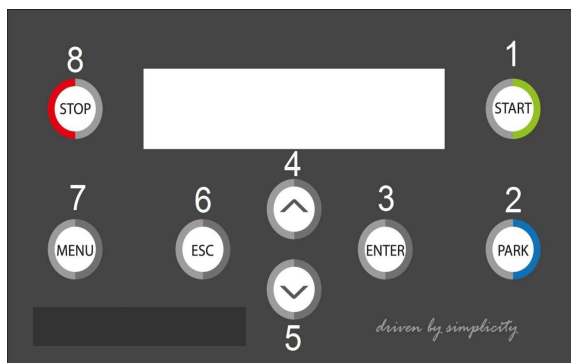 8 1
STOP START
4
7 6 3 2
MENU ESC ENTER PARK
5 driven by simplicity